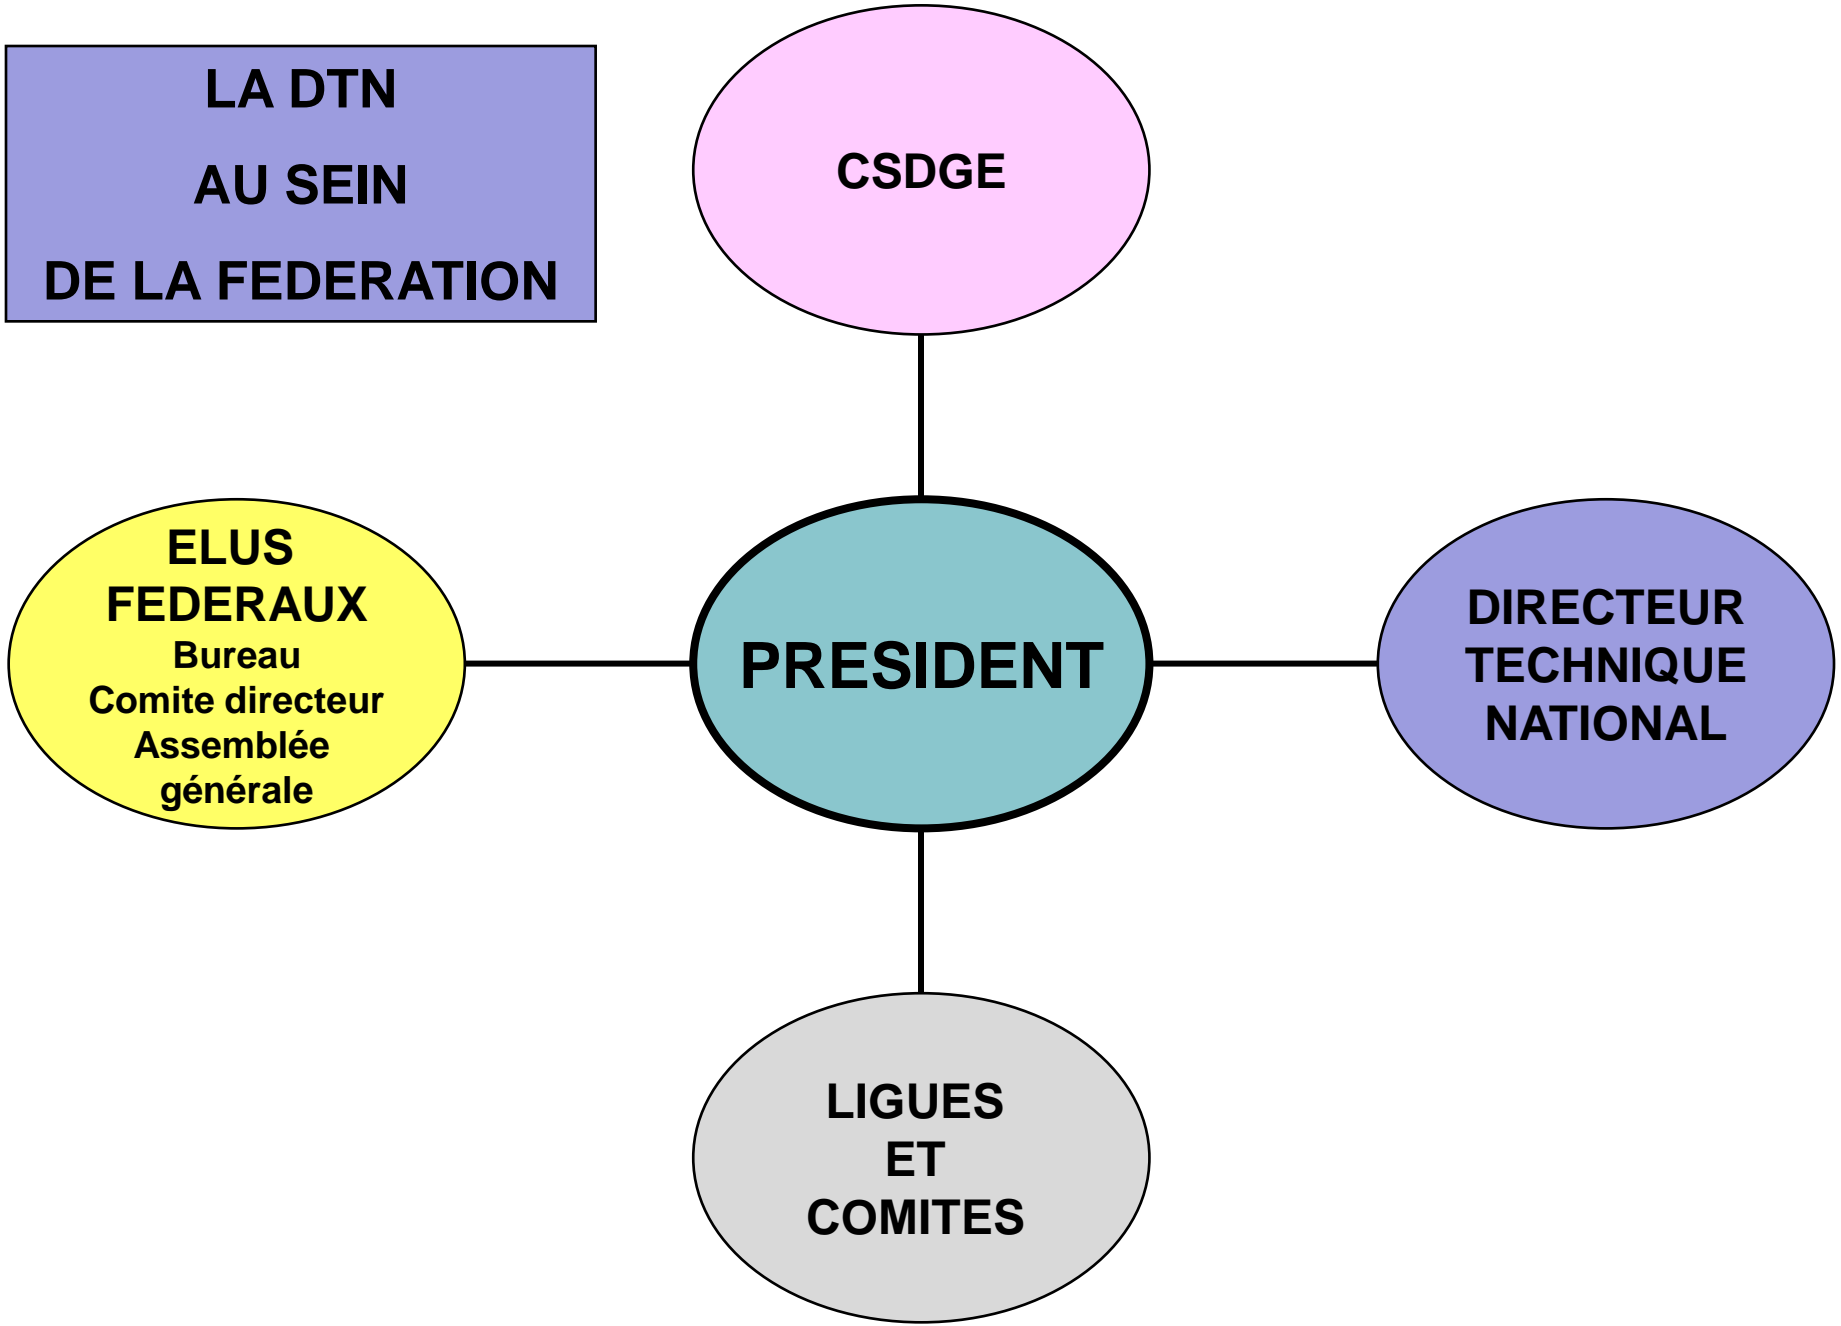 LA DTN
AU SEIN
DE LA FEDERATION
CSDGE
ELUS
FEDERAUX
Bureau
Comite directeur
Assemblée
générale
PRESIDENT
DIRECTEUR
TECHNIQUE
NATIONAL
LIGUES
ET
COMITES